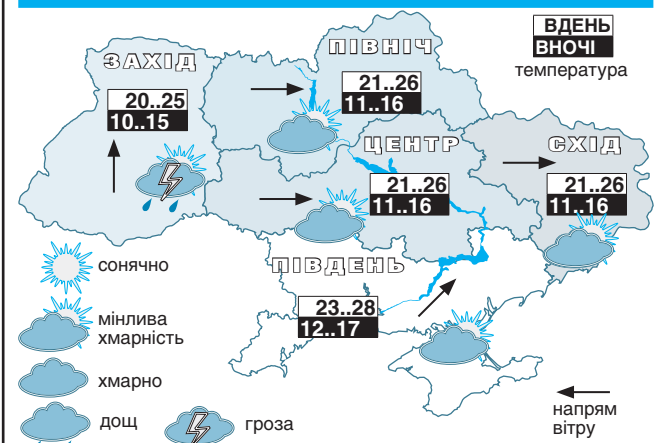 ЗАХІД
20..25
10..15
ПІВНІЧ
21..26
11..16
ВДЕНЬ
ВНОЧІ
температура
ЦЕНТР
21..26
11..16
СХІД
21..26
11..16
ПІВДЕНЬ
23..28
12..17
сонячно
мінлива
хмарність
хмарно
дощ
гроза
напрям
вітру